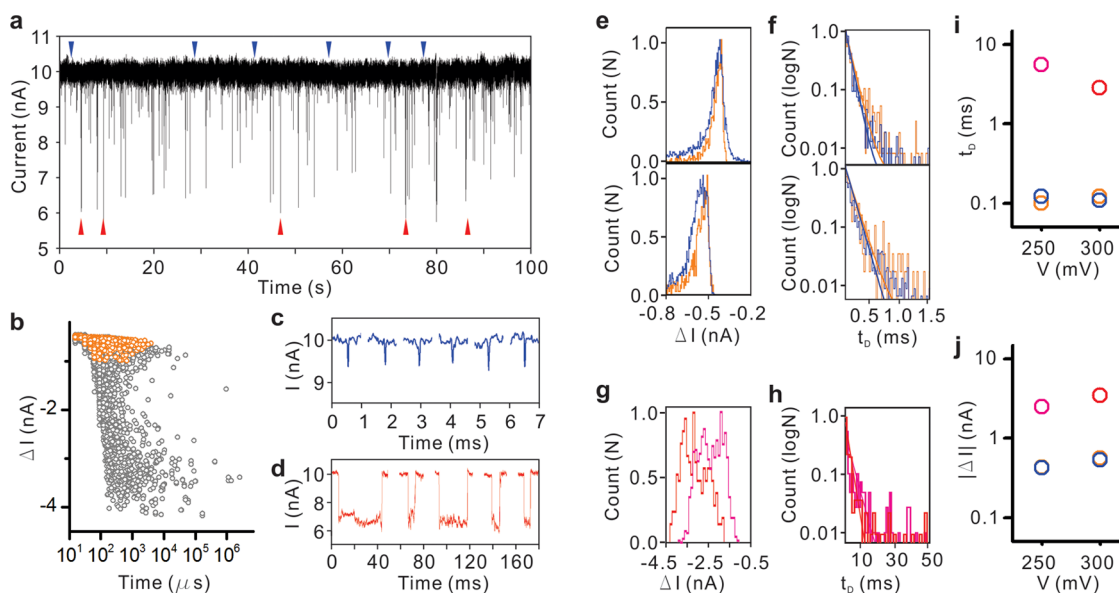 a
11
10
9
8
7
6
5
Current (nA)
0 20 40 60 80 100
Time (s)
b
-2
-4
Δ I (nA)
10¹ 10² 10³ 10⁴ 10⁵ 10⁶
Time (μs)
c
10
9
I (nA)
0 1 2 3 4 5 6 7
Time (ms)
d
10
8
6
I (nA)
0 40 80 120 160
Time (ms)
e
1.0
0.5
0.0
Count (N)
1.0
0.5
0.0
Count (N)
-0.8 -0.5 -0.2
Δ I (nA)
f
1.0
0.1
0.01
Count (logN)
1.0
0.1
0.01
Count (logN)
0.5 1.0 1.5
t_D (ms)
g
1.0
0.5
0.0
Count (N)
-4.5 -2.5 -0.5
Δ I (nA)
h
1.0
0.1
0.01
Count (logN)
10 30 50
t_D (ms)
i
10
1
0.1
t_D (ms)
250 300
V (mV)
j
10
1
0.1
|Δ I| (nA)
250 300
V (mV)